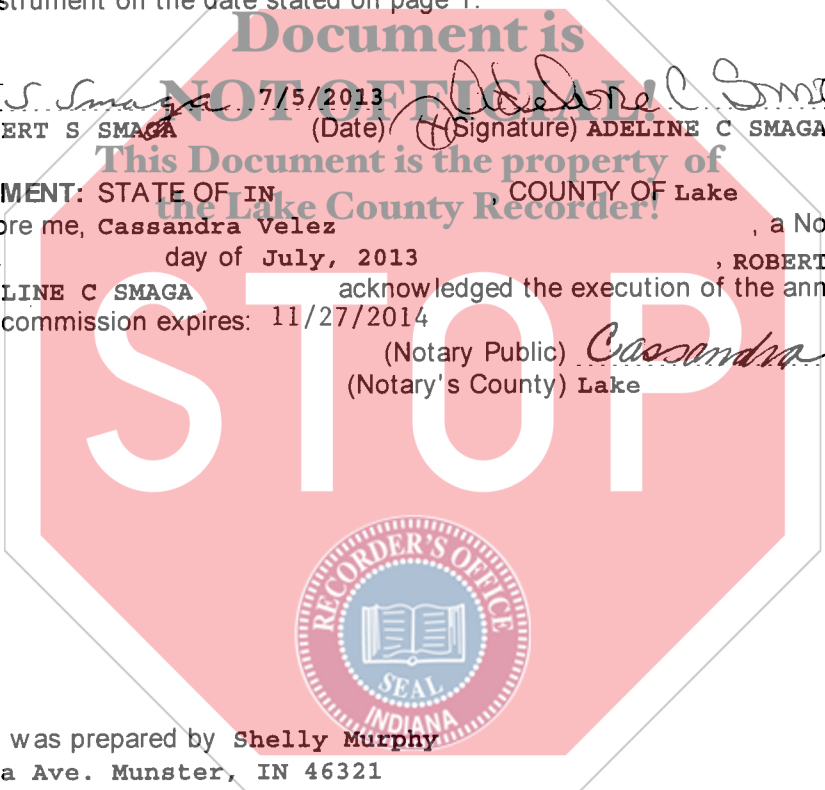 strument on the date stated on page 1.
Document is
NOT OFFICIAL!
S Smaga 7/5/2013 Adeline C Sm
ERT S SMAGA (Date) (Signature) ADELINE C SMAGA
This Document is the property of
MENT: STATE OF IN , COUNTY OF Lake
the Lake County Recorder!
ore me, Cassandra Velez , a No
day of July, 2013 , ROBERT
LINE C SMAGA acknowledged the execution of the ann
commission expires: 11/27/2014
(Notary Public) Cassandra
(Notary's County) Lake
STOP
RECORDER'S OFFICE
SEAL
INDIANA
was prepared by Shelly Murphy
a Ave. Munster, IN 46321